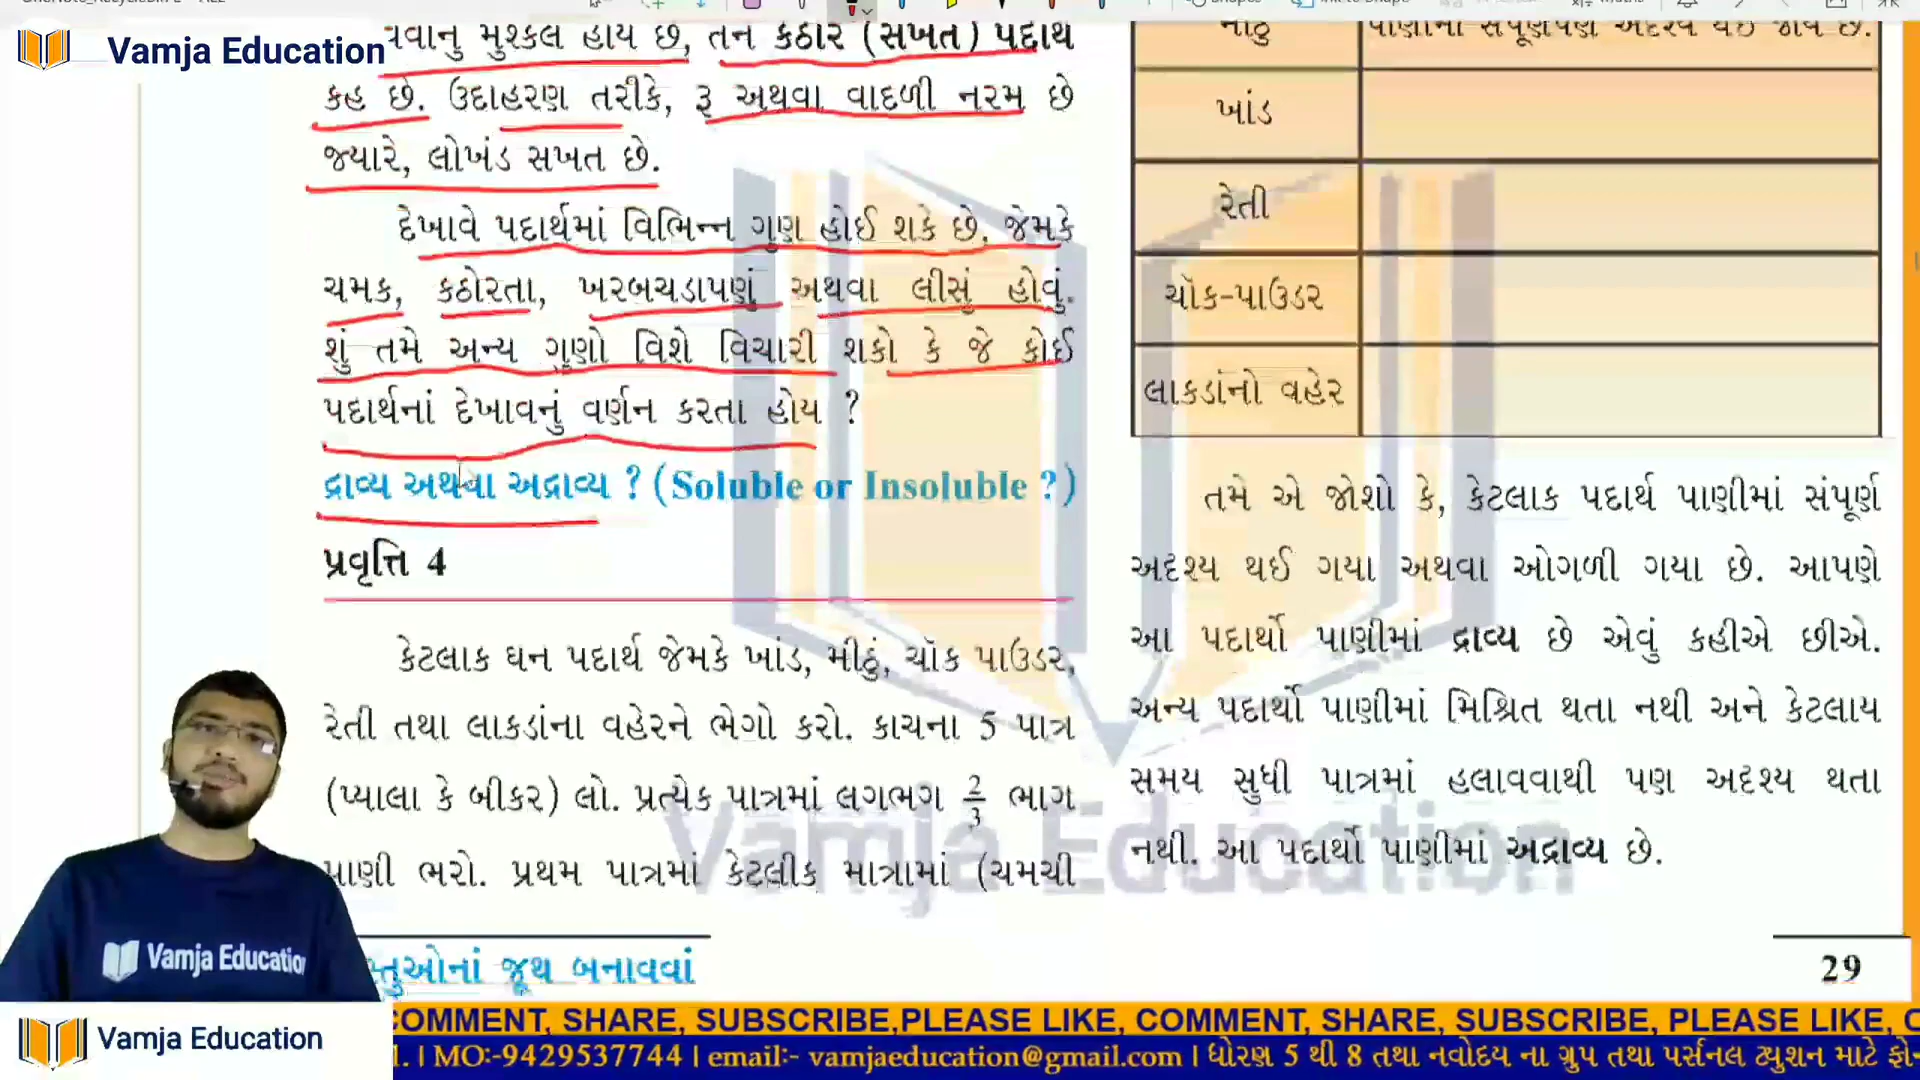 Vamja Education
કઠોર (સખત) પદાર્થ
કહે છે. ઉદાહરણ તરીકે, રૂ અથવા વાદળી નરમ છે
જ્યારે, લોખંડ સખત છે.
દેખાવે પદાર્થમાં વિભિન્ન ગુણ હોઈ શકે છે. જેમકે
ચમક, કઠોરતા, ખરબચડાપણું અથવા લીસું હોવું.
શું તમે અન્ય ગુણો વિશે વિચારી શકો કે જે કોઈ
પદાર્થનાં દેખાવનું વર્ણન કરતા હોય ?
દ્રાવ્ય અથવા અદ્રાવ્ય ? (Soluble or Insoluble ?)
પ્રવૃત્તિ 4
કેટલાક ઘન પદાર્થ જેમકે ખાંડ, મીઠું, ચૉક પાઉડર,
રેતી તથા લાકડાંના વહેરને ભેગો કરો. કાચના 5 પાત્ર
(પ્યાલા કે બીકર) લો. પ્રત્યેક પાત્રમાં લગભગ 2/3 ભાગ
પાણી ભરો. પ્રથમ પાત્રમાં કેટલીક માત્રામાં (ચમચી
ખાંડ
રેતી
ચૉક-પાઉડર
લાકડાંનો વહેર
તમે એ જોશો કે, કેટલાક પદાર્થ પાણીમાં સંપૂર્ણ
અદૃશ્ય થઈ ગયા અથવા ઓગળી ગયા છે. આપણે
આ પદાર્થો પાણીમાં દ્રાવ્ય છે એવું કહીએ છીએ.
અન્ય પદાર્થો પાણીમાં મિશ્રિત થતા નથી અને કેટલાય
સમય સુધી પાત્રમાં હલાવવાથી પણ અદૃશ્ય થતા
નથી. આ પદાર્થો પાણીમાં અદ્રાવ્ય છે.
Vamja Education
Vamja Education
જૂથ બનાવવાં
29
Vamja Education
COMMENT, SHARE, SUBSCRIBE,PLEASE LIKE, COMMENT, SHARE, SUBSCRIBE, PLEASE LIKE,
| MO:-9429537744 | email:- vamjaeducation@gmail.com | ધોરણ 5 થી 8 તથા નવોદય ના ગ્રુપ તથા પર્સનલ ટ્યુશન માટે